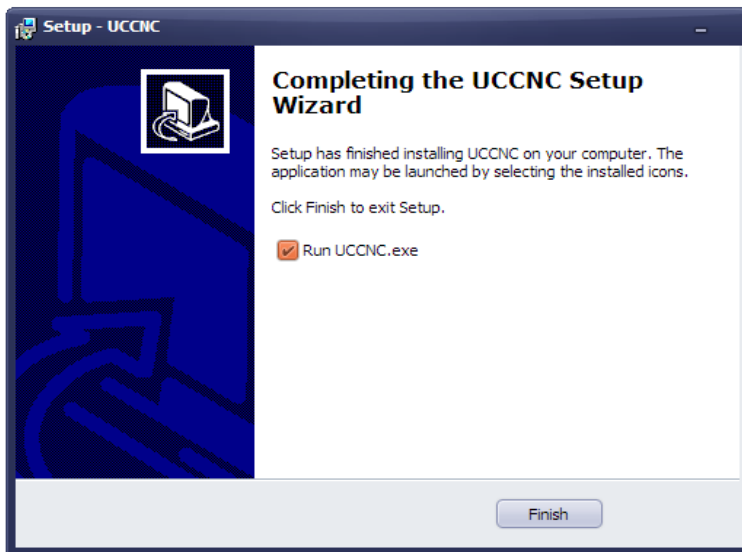 Setup - UCCNC
Completing the UCCNC Setup
Wizard
Setup has finished installing UCCNC on your computer. The
application may be launched by selecting the installed icons.
Click Finish to exit Setup.
Run UCCNC.exe
Finish